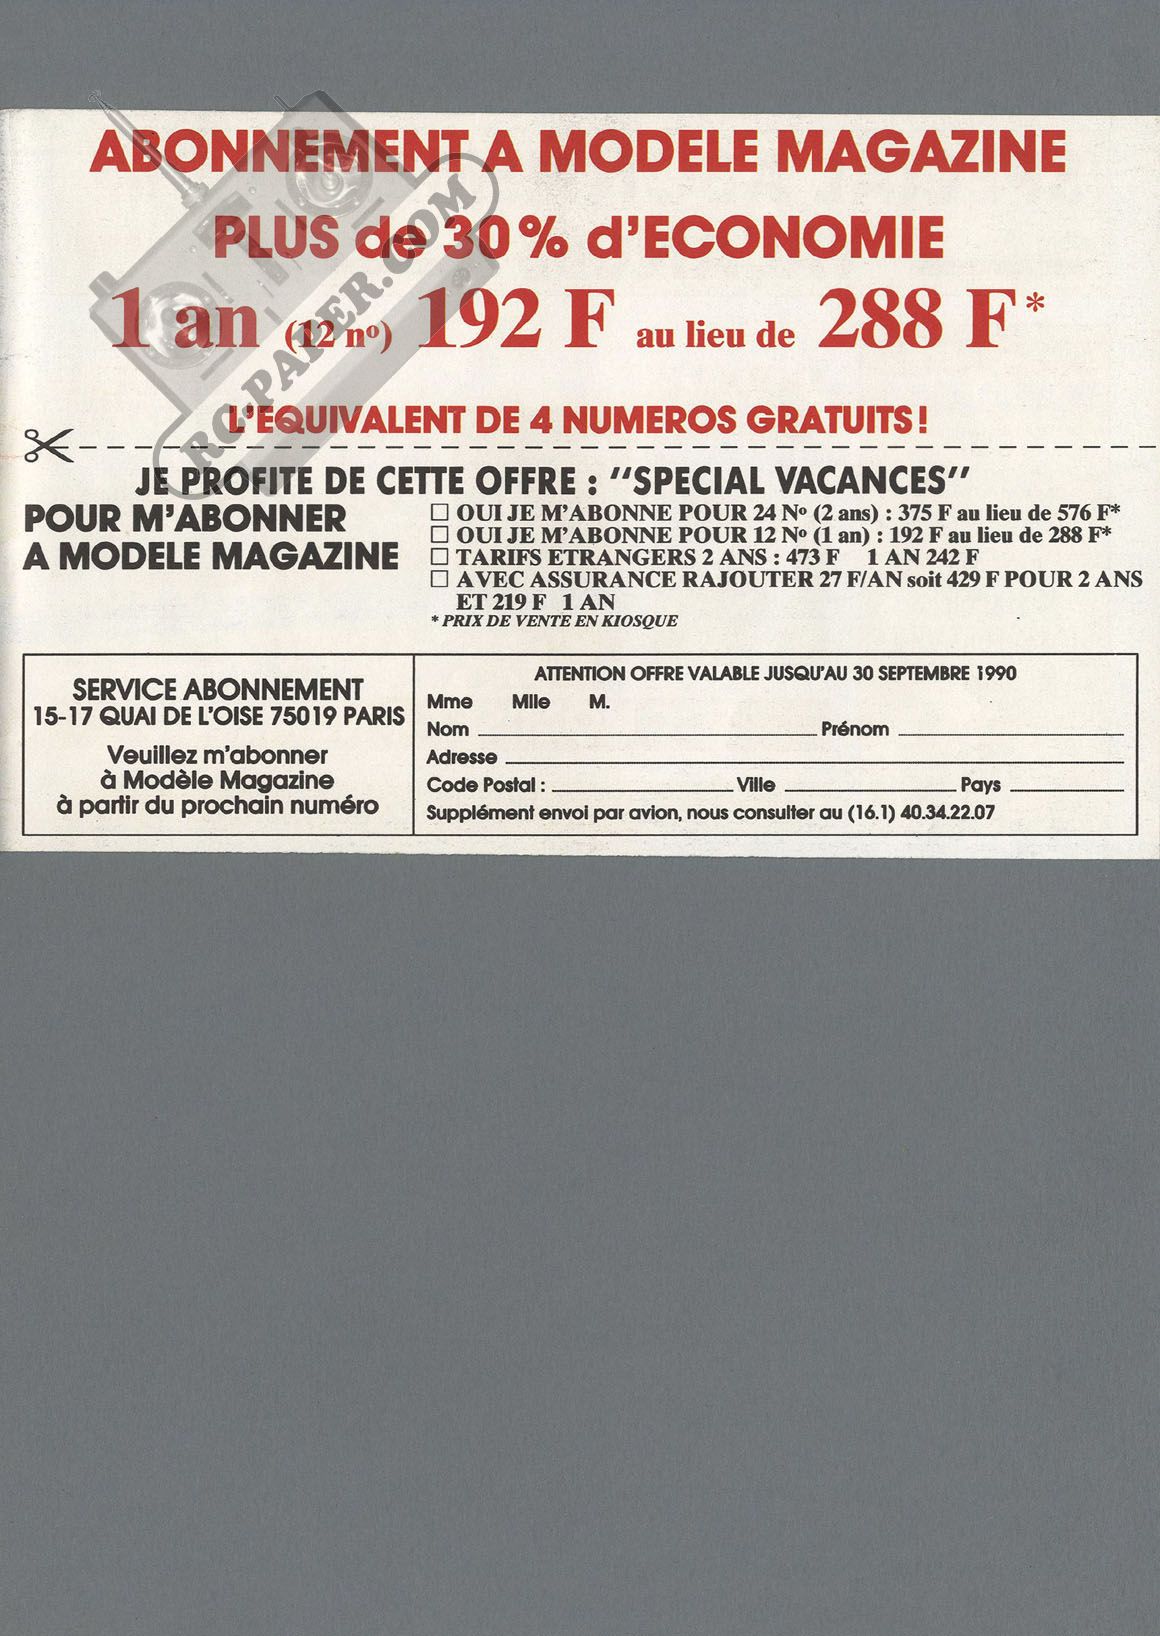 ABONNEMENT A MODELE MAGAZINE
PLUS de 30% d'ECONOMIE
1 an (12 no) 192 F au lieu de 288 F*
L'EQUIVALENT DE 4 NUMEROS GRATUITS!
RC-PAPER.COM
JE PROFITE DE CETTE OFFRE : ''SPECIAL VACANCES''
POUR M'ABONNER
A MODELE MAGAZINE
OUI JE M'ABONNE POUR 24 No (2 ans) : 375 F au lieu de 576 F*
OUI JE M'ABONNE POUR 12 No (1 an) : 192 F au lieu de 288 F*
TARIFS ETRANGERS 2 ANS : 473 F 1 AN 242 F
AVEC ASSURANCE RAJOUTER 27 F/AN soit 429 F POUR 2 ANS
ET 219 F 1 AN
* PRIX DE VENTE EN KIOSQUE
SERVICE ABONNEMENT
15-17 QUAI DE L'OISE 75019 PARIS
Veuillez m'abonner
à Modèle Magazine
à partir du prochain numéro
ATTENTION OFFRE VALABLE JUSQU'AU 30 SEPTEMBRE 1990
Mme Mlle M.
Nom Prénom
Adresse
Code Postal : Ville Pays
Supplément envoi par avion, nous consulter au (16.1) 40.34.22.07